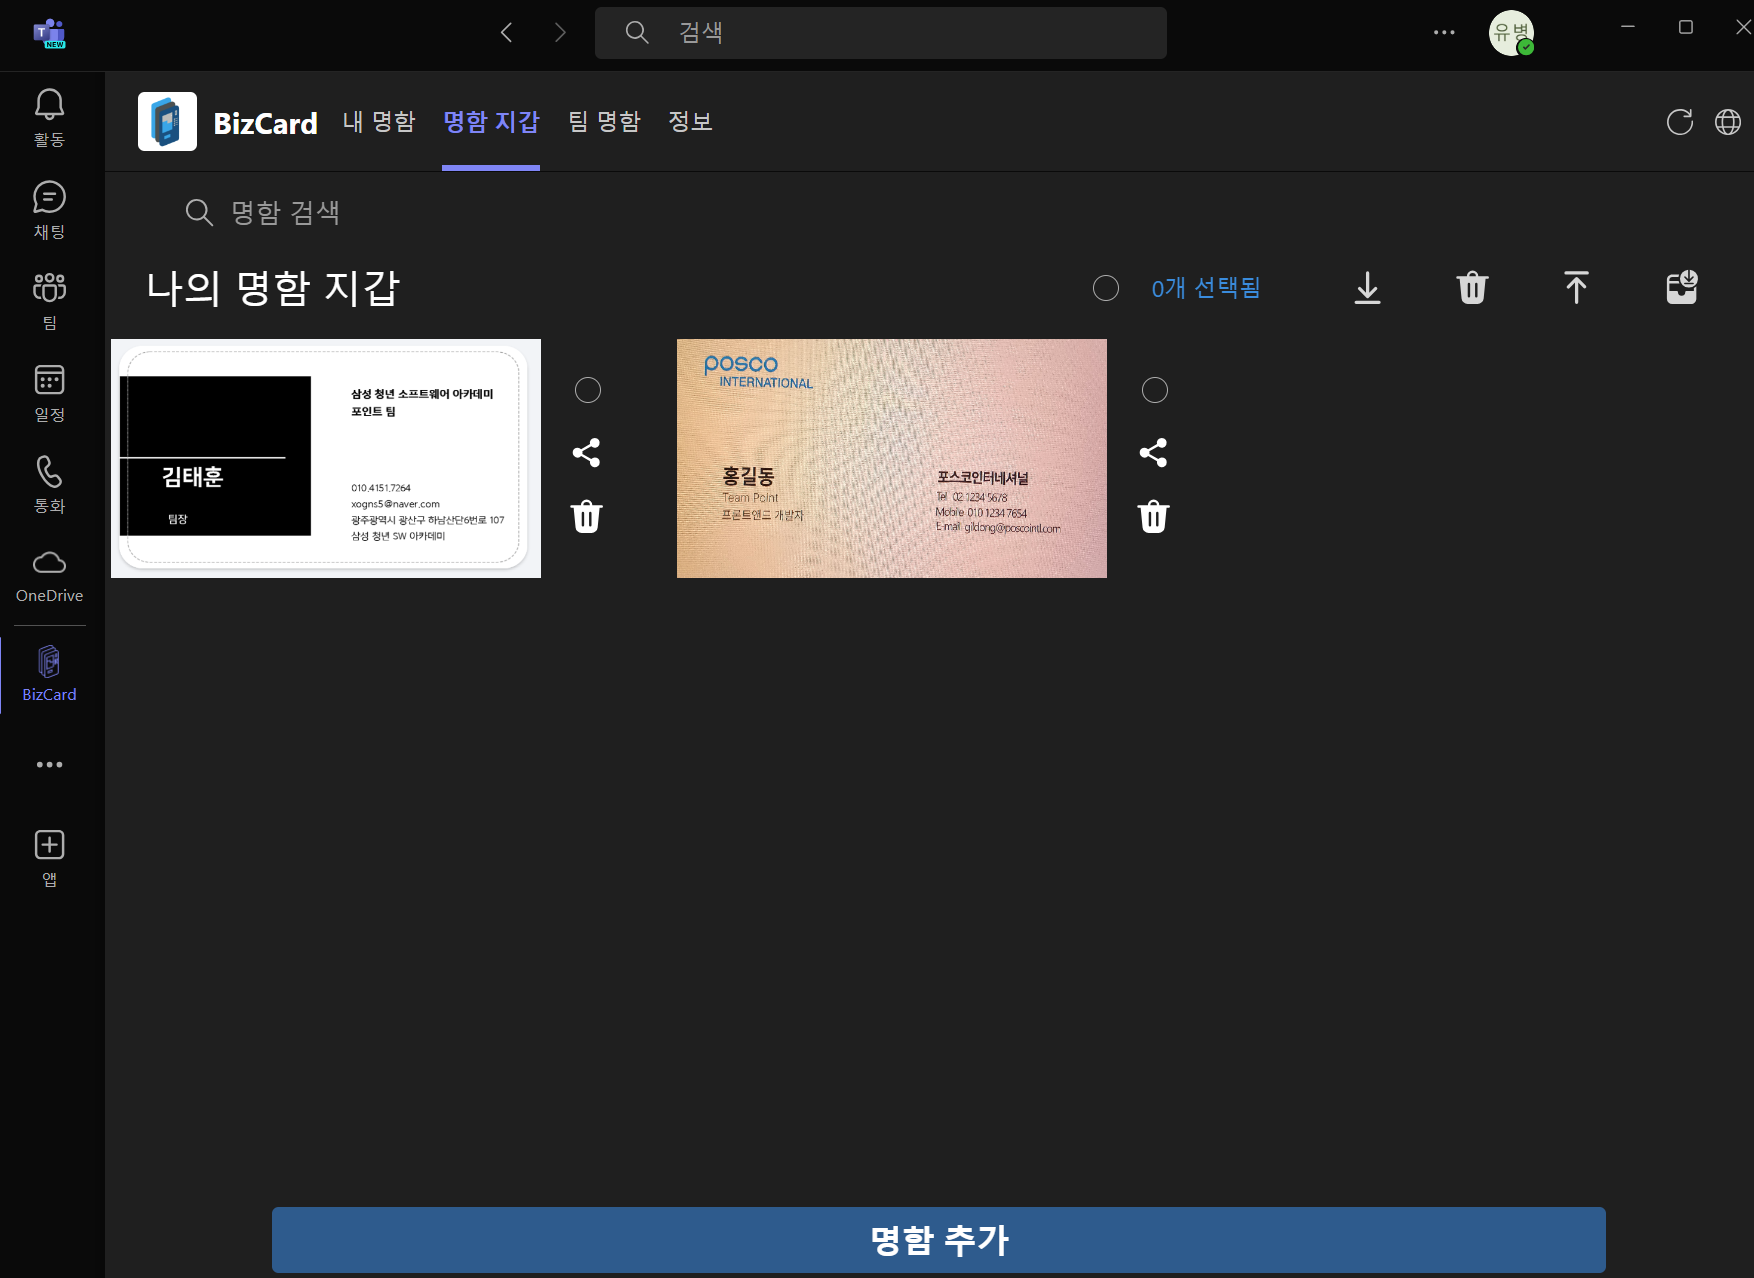 T
NEW
검색
유병
활동
채팅
팀
일정
통화
OneDrive
BizCard
앱
BizCard
내 명함
명함 지갑
팀 명함
정보
명함 검색
나의 명함 지갑
0개 선택됨
삼성 청년 소프트웨어 아카데미
포인트 팀
김태훈
팀장
010.4151.7264
xogns5@naver.com
광주광역시 광산구 하남산단6번로 107
삼성 청년 SW 아카데미
posco
INTERNATIONAL
홍길동
Team Point
프론트앤드 개발자
포스코인터네셔널
Tel 02 1234 5678
Mobile 010 1234 7654
E-mail gildong@poscointl.com
명함 추가